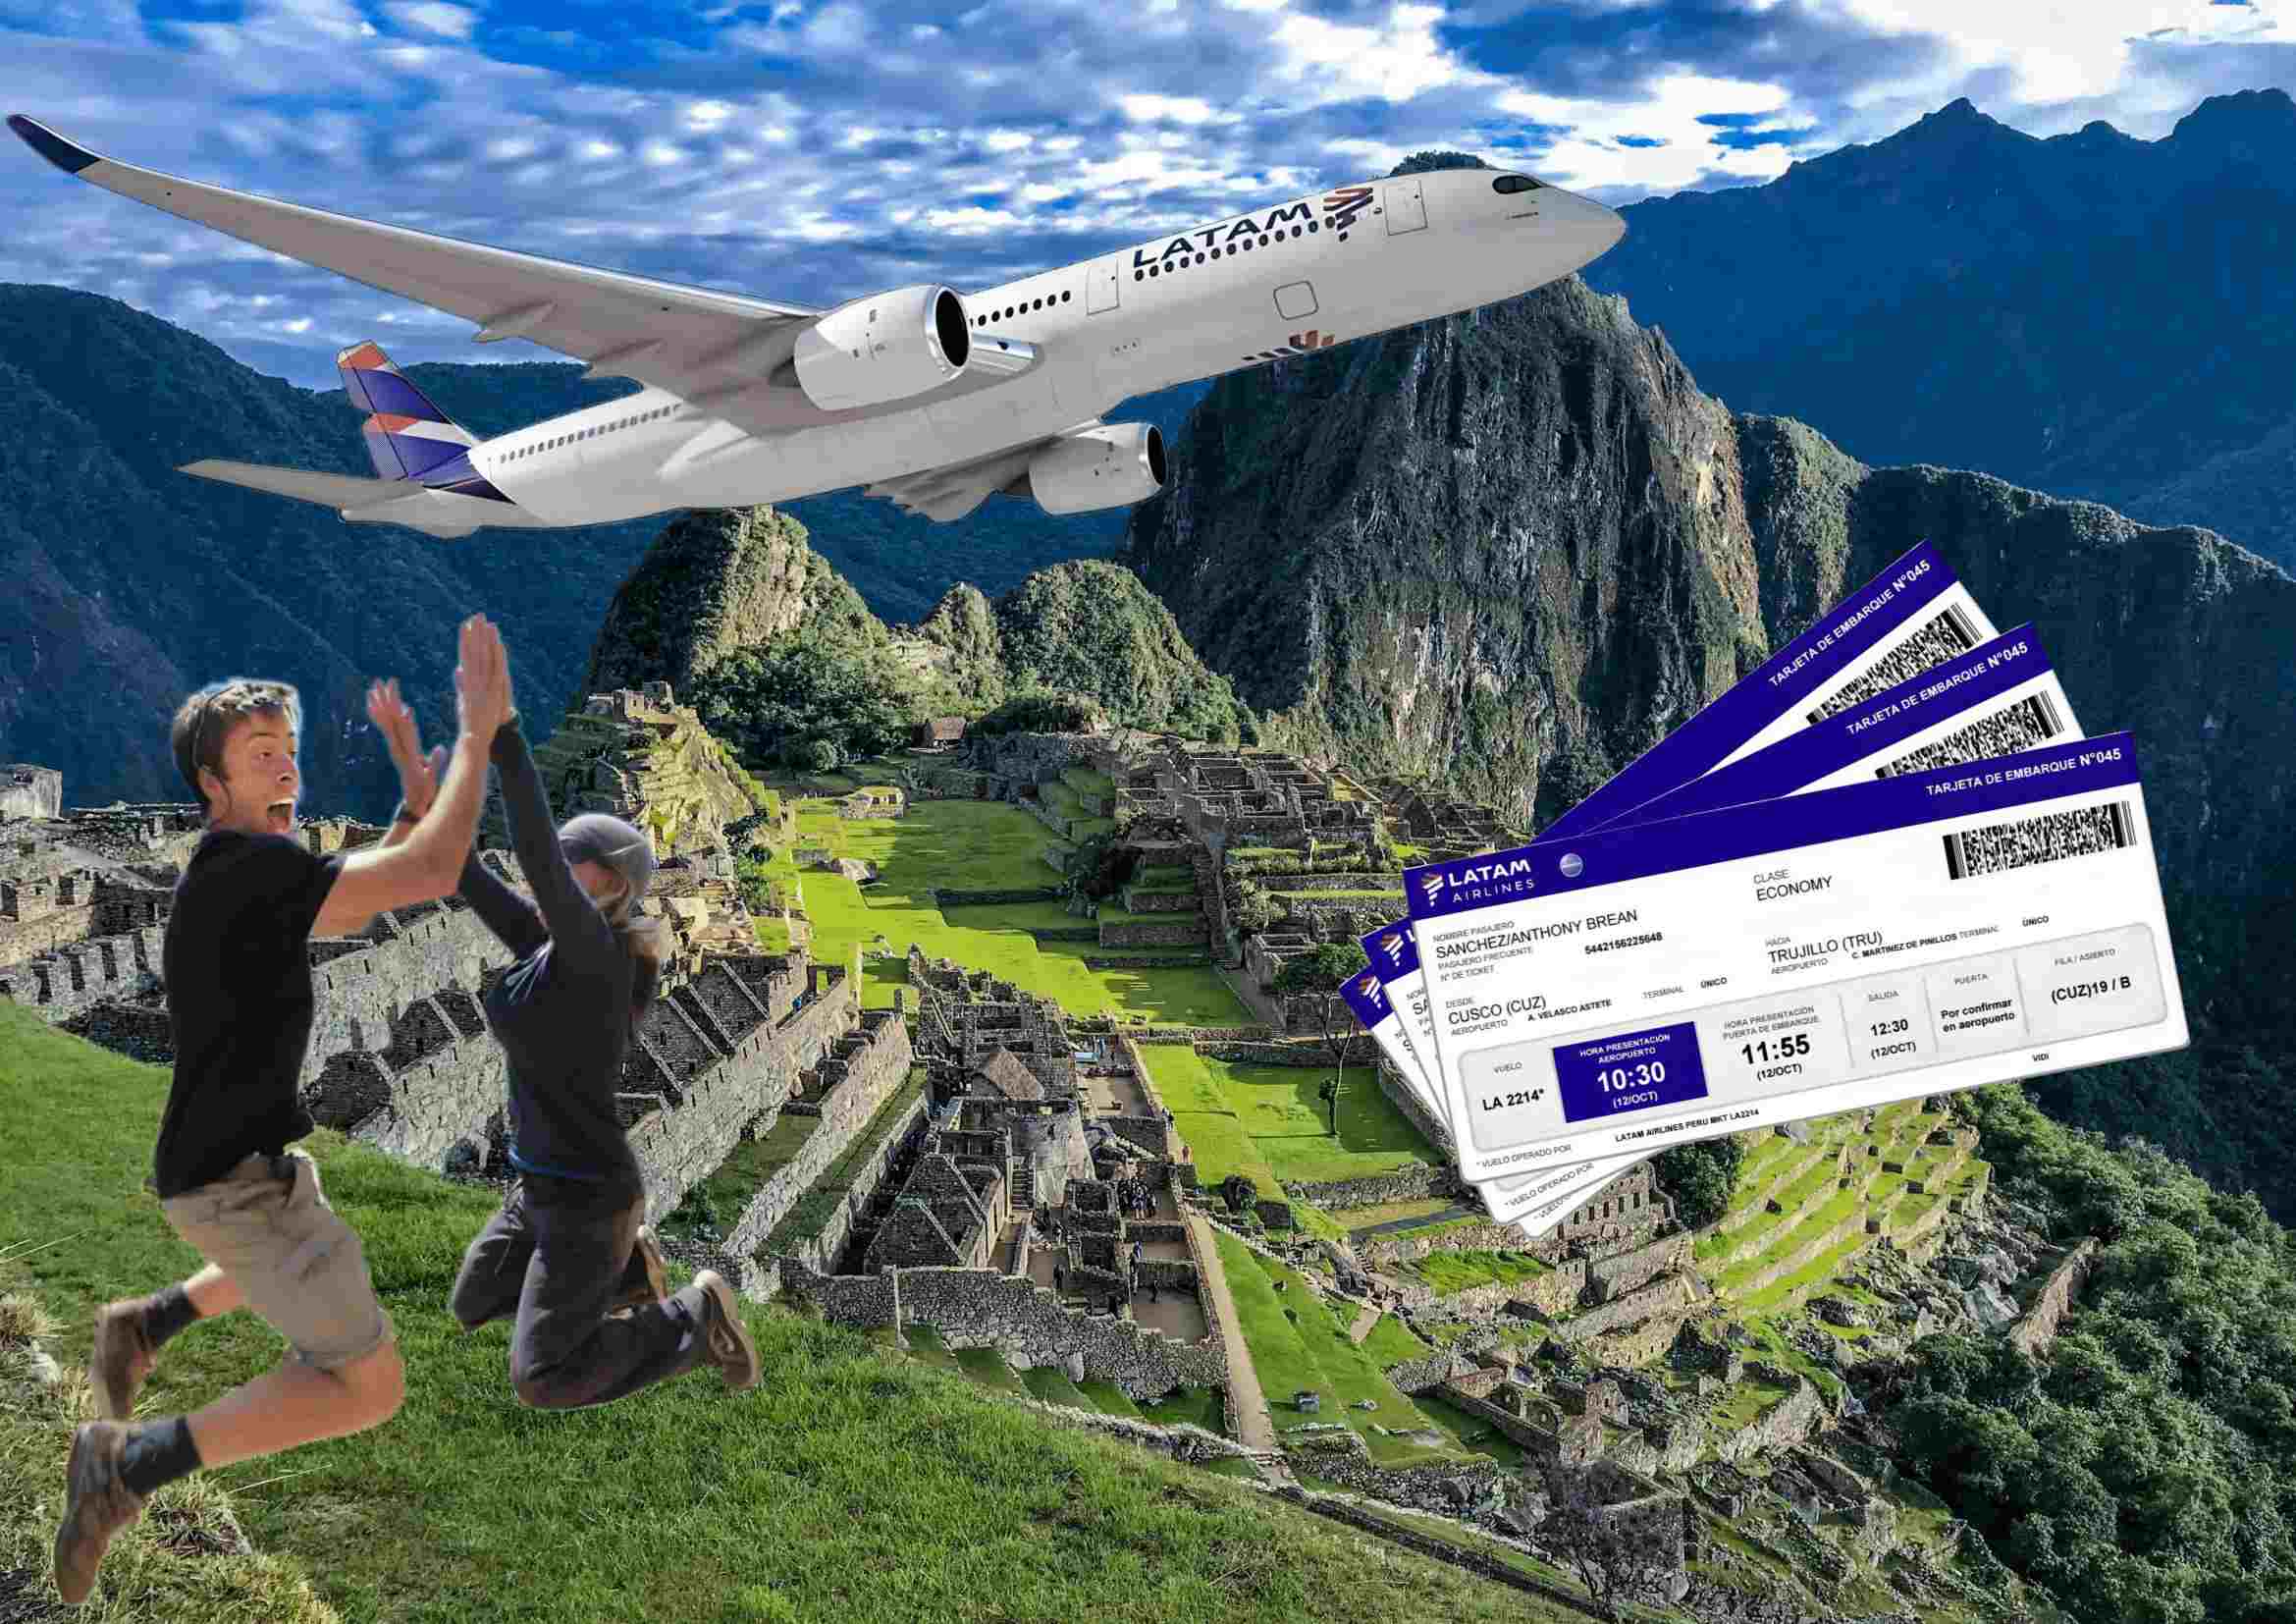 LATAM
TARJETA DE EMBARQUE N°045
TARJETA DE EMBARQUE N°045
TARJETA DE EMBARQUE N°045
LATAM
AIRLINES
NOMBRE PASAJERO
SANCHEZ/ANTHONY BREAN
PASAJERO FRECUENTE
N° DE TICKET
5442156225648
CLASE
ECONOMY
DESDE
CUSCO (CUZ)
AEROPUERTO A. VELASCO ASTETE TERMINAL ÚNICO
HACIA
TRUJILLO (TRU)
AEROPUERTO C. MARTINEZ DE PINILLOS TERMINAL ÚNICO
VUELO
LA 2214*
HORA PRESENTACIÓN
AEROPUERTO
10:30
(12/OCT)
HORA PRESENTACIÓN
PUERTA DE EMBARQUE
11:55
(12/OCT)
SALIDA
12:30
(12/OCT)
PUERTA
Por confirmar
en aeropuerto
FILA / ASIENTO
(CUZ)19 / B
* VUELO OPERADO POR LATAM AIRLINES PERU MKT LA2214
VIDI
* VUELO OPERADO POR